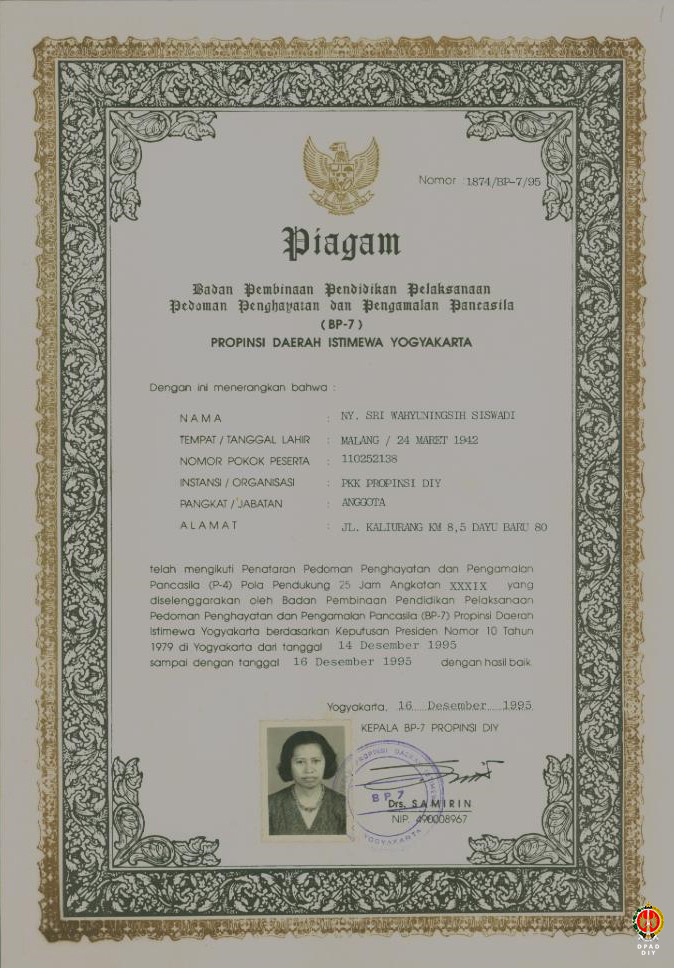 Nomor : 1874/BP-7/95
Piagam
Badan Pembinaan Pendidikan Pelaksanaan
Pedoman Penghayatan dan Pengamalan Pancasila
( BP-7 )
PROPINSI DAERAH ISTIMEWA YOGYAKARTA
Dengan ini menerangkan bahwa :
NAMA : NY. SRI WAHYUNINGSIH SISWADI
TEMPAT / TANGGAL LAHIR : MALANG / 24 MARET 1942
NOMOR POKOK PESERTA : 110252138
INSTANSI / ORGANISASI : PKK PROPINSI DIY
PANGKAT / JABATAN : ANGGOTA
ALAMAT : JL. KALIURANG KM 8,5 DAYU BARU 80
telah mengikuti Penataran Pedoman Penghayatan dan Pengamalan
Pancasila (P-4) Pola Pendukung 25 Jam Angkatan XXXIX yang
diselenggarakan oleh Badan Pembinaan Pendidikan Pelaksanaan
Pedoman Penghayatan dan Pengamalan Pancasila (BP-7) Propinsi Daerah
Istimewa Yogyakarta berdasarkan Keputusan Presiden Nomor 10 Tahun
1979 di Yogyakarta dari tanggal 14 Desember 1995
sampai dengan tanggal 16 Desember 1995 dengan hasil baik.
Yogyakarta, 16 Desember 1995
KEPALA BP-7 PROPINSI DIY
BP.7
YOGYAKARTA
Drs. SAMIRIN
NIP. 490008967
DPAD
DIY